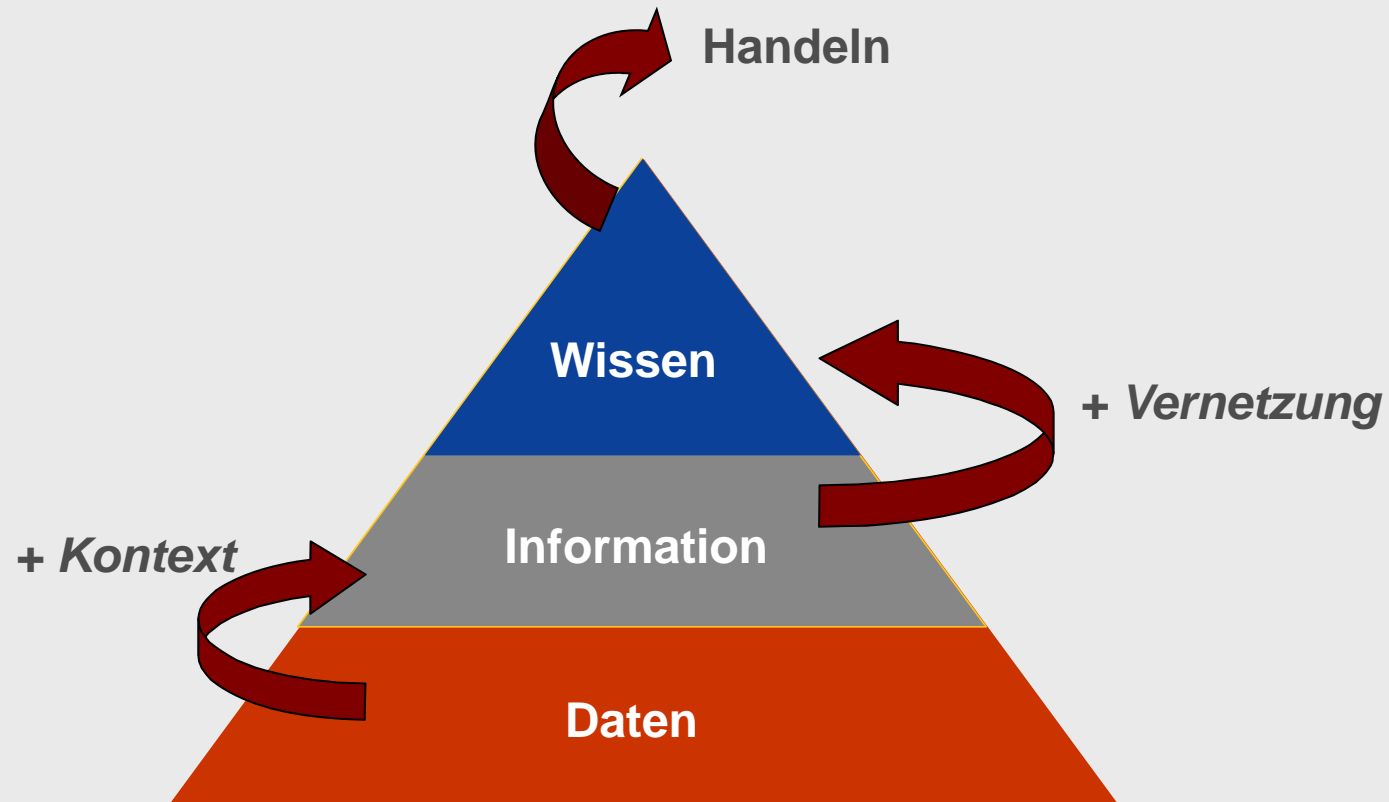 Handeln
Wissen
+ Vernetzung
Information
+ Kontext
Daten